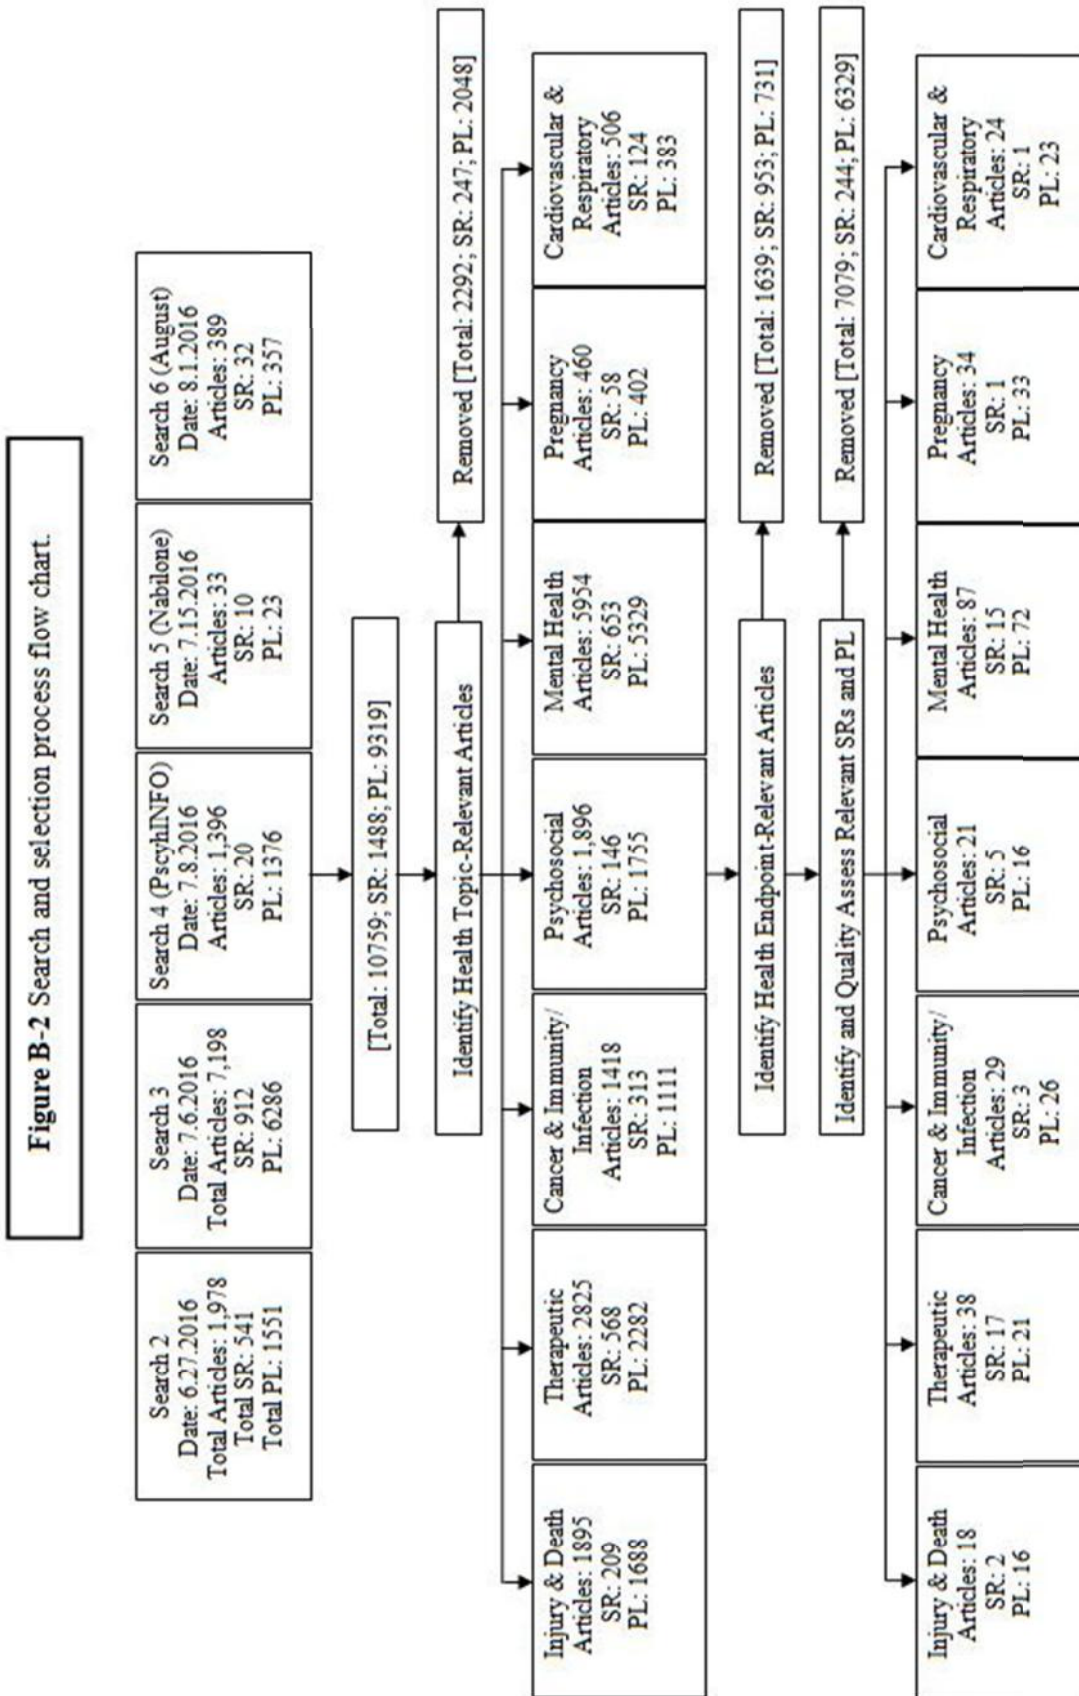 Figure B-2 Search and selection process flow chart.
Search 2
Date: 6.27.2016
Total Articles: 1,978
Total SR: 541
Total PL: 1551
Search 3
Date: 7.6.2016
Total Articles: 7,198
SR: 912
PL: 6286
Search 4 (PscyhINFO)
Date: 7.8.2016
Articles: 1,396
SR: 20
PL: 1376
Search 5 (Nabilone)
Date: 7.15.2016
Articles: 33
SR: 10
PL: 23
Search 6 (August)
Date: 8.1.2016
Articles: 389
SR: 32
PL: 357
[Total: 10759; SR: 1488; PL: 9319]
Identify Health Topic-Relevant Articles
Removed [Total: 2292; SR: 247; PL: 2048]
Injury & Death
Articles: 1895
SR: 209
PL: 1688
Therapeutic
Articles: 2825
SR: 568
PL: 2282
Cancer & Immunity/
Infection
Articles: 1418
SR: 313
PL: 1111
Psychosocial
Articles: 1,896
SR: 146
PL: 1755
Mental Health
Articles: 5954
SR: 653
PL: 5329
Pregnancy
Articles: 460
SR: 58
PL: 402
Cardiovascular &
Respiratory
Articles: 506
SR: 124
PL: 383
Identify Health Endpoint-Relevant Articles
Removed [Total: 1639; SR: 953; PL: 731]
Identify and Quality Assess Relevant SRs and PL
Removed [Total: 7079; SR: 244; PL: 6329]
Injury & Death
Articles: 18
SR: 2
PL: 16
Therapeutic
Articles: 38
SR: 17
PL: 21
Cancer & Immunity/
Infection
Articles: 29
SR: 3
PL: 26
Psychosocial
Articles: 21
SR: 5
PL: 16
Mental Health
Articles: 87
SR: 15
PL: 72
Pregnancy
Articles: 34
SR: 1
PL: 33
Cardiovascular &
Respiratory
Articles: 24
SR: 1
PL: 23